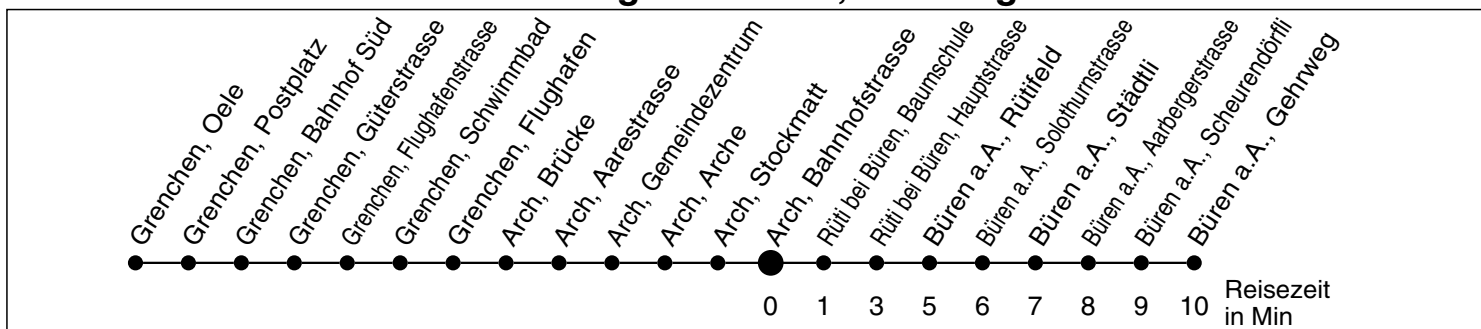 Grenchen, Oele
Grenchen, Postplatz
Grenchen, Bahnhof Süd
Grenchen, Güterstrasse
Grenchen, Flughafenstrasse
Grenchen, Schwimmbad
Grenchen, Flughafen
Arch, Brücke
Arch, Aarestrasse
Arch, Gemeindezentrum
Arch, Arche
Arch, Stockmatt
Arch, Bahnhofstrasse
Rüti bei Büren, Baumschule
Rüti bei Büren, Hauptstrasse
Büren a.A., Rütifeld
Büren a.A., Solothurnstrasse
Büren a.A., Städtli
Büren a.A., Aarbergerstrasse
Büren a.A., Scheurendörfli
Büren a.A., Gehrweg
0 1 3 5 6 7 8 9 10 Reisezeit
in Min